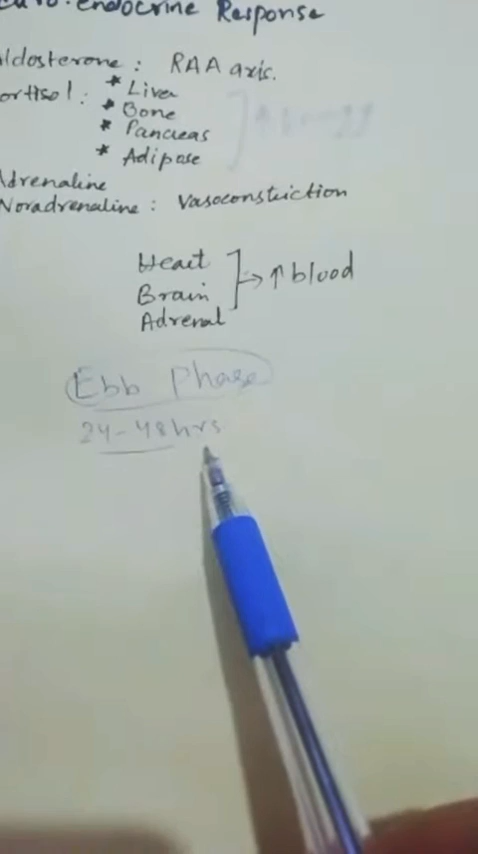 endocrine Response
ldosterone : RAA axis.
ortisol : * Liver
* Bone
* Pancreas
* Adipose
Adrenaline
Noradrenaline : Vasoconstriction
Heart
Brain → ↑ blood
Adrenal
Ebb Phase
24-48hrs